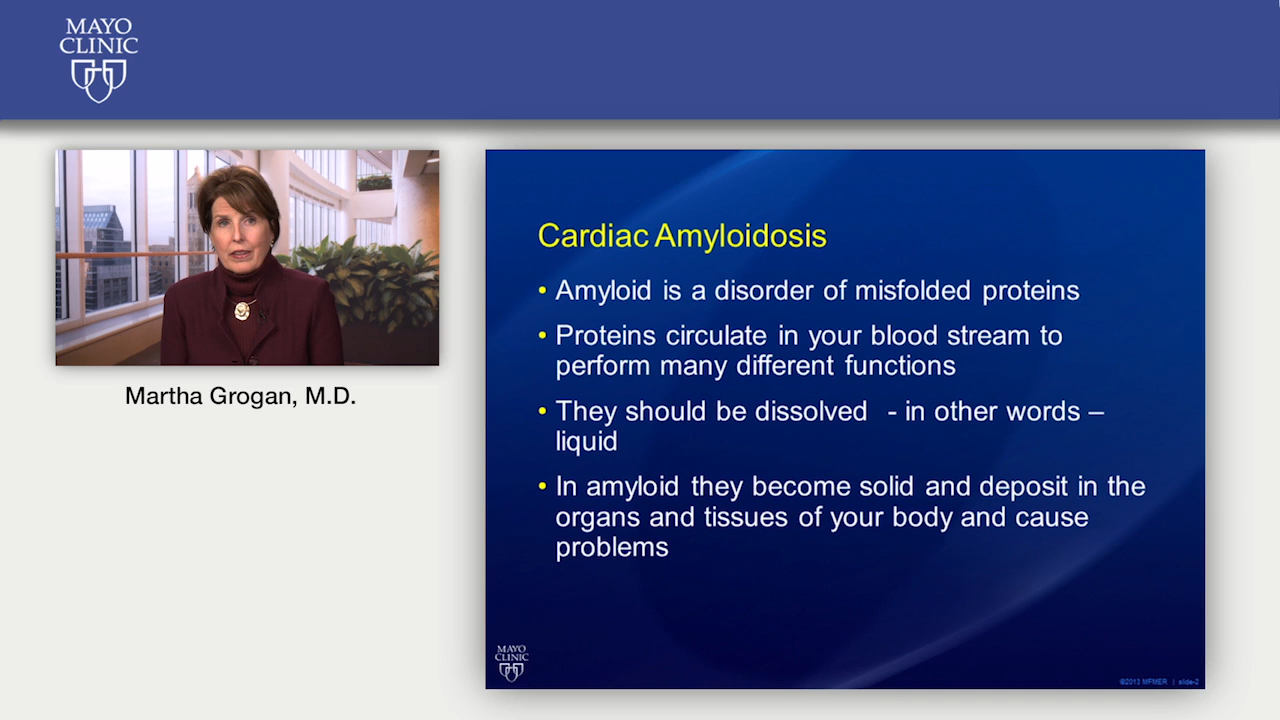 MAYO
CLINIC
Martha Grogan, M.D.
Cardiac Amyloidosis
• Amyloid is a disorder of misfolded proteins
• Proteins circulate in your blood stream to
perform many different functions
• They should be dissolved - in other words –
liquid
• In amyloid they become solid and deposit in the
organs and tissues of your body and cause
problems
MAYO
CLINIC
©2013 MFMER | slide-2